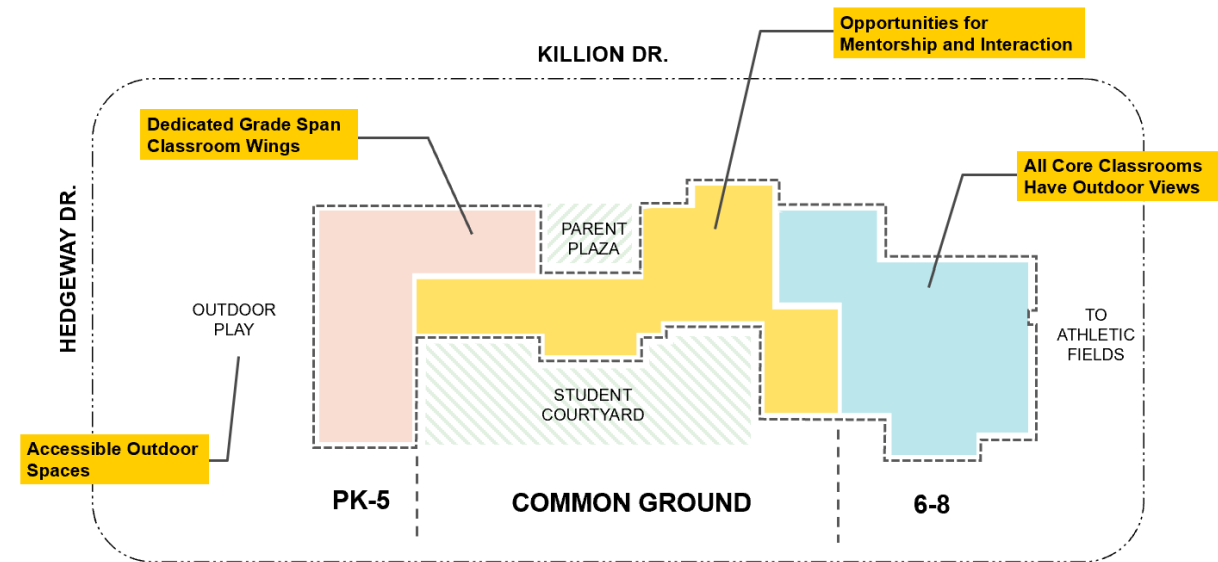 Opportunities for
Mentorship and Interaction
KILLION DR.
Dedicated Grade Span
Classroom Wings
All Core Classrooms
Have Outdoor Views
HEDGEWAY DR.
PARENT
PLAZA
OUTDOOR
PLAY
TO
ATHLETIC
FIELDS
STUDENT
COURTYARD
Accessible Outdoor
Spaces
PK-5
COMMON GROUND
6-8